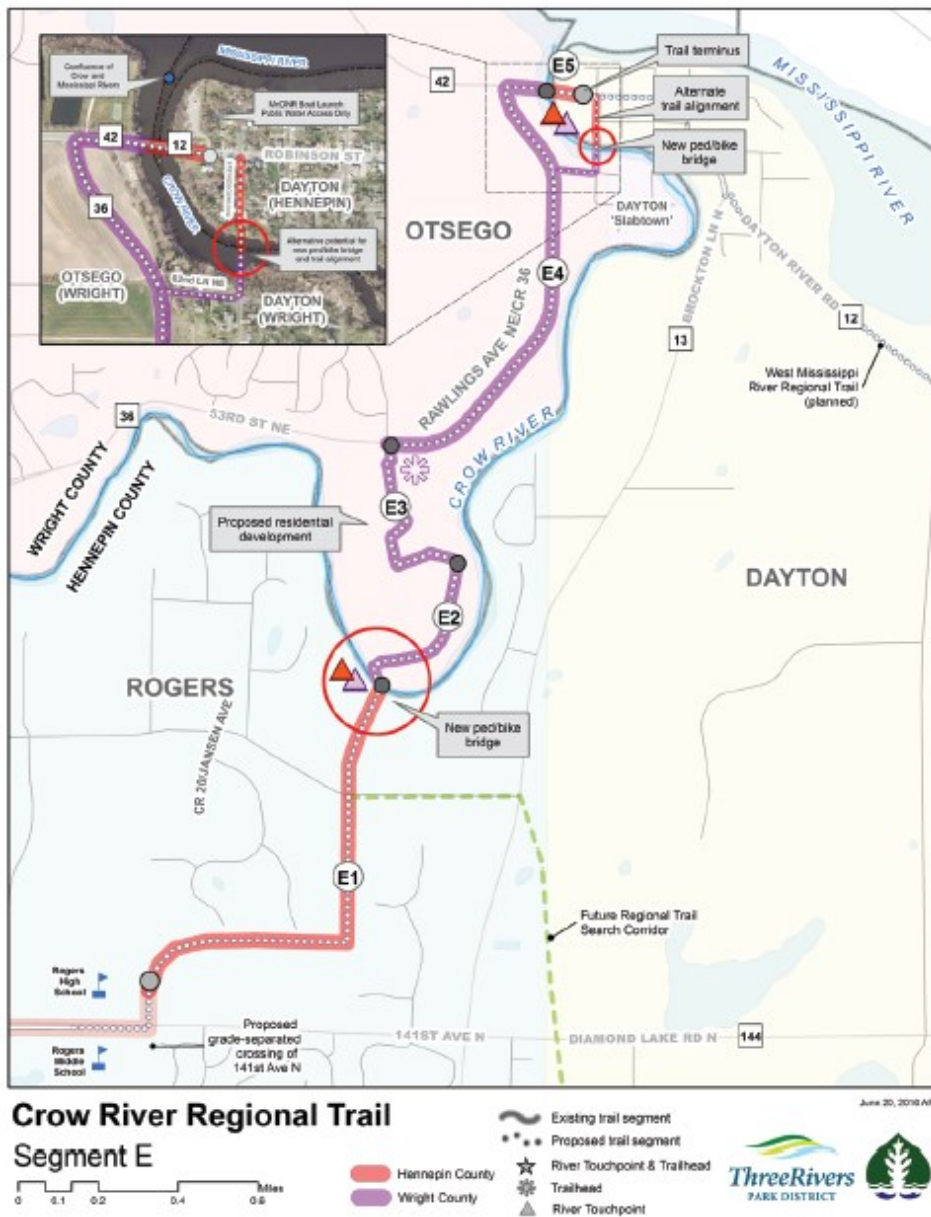 Confluence of
Crow and
Mississippi Rivers
MISSISSIPPI RIVER
MnDNR Boat Launch
Public Water Access Only
42
12
ROBINSON ST
36
CROW RIVER
DAYTON
(HENNEPIN)
Alternative potential for
new ped/bike bridge
and trail alignment
OTSEGO
(WRIGHT)
DAYTON
(WRIGHT)
E5
42
Trail terminus
Alternate
trail alignment
New ped/bike
bridge
MISSISSIPPI RIVER
DAYTON
'Slabtown'
OTSEGO
E4
RAWLINGS AVE NE/CR 36
BROCKTON LN N
DAYTON RIVER RD
12
13
West Mississippi
River Regional Trail
(planned)
36
53RD ST NE
CROW RIVER
WRIGHT COUNTY
HENNEPIN COUNTY
E3
Proposed residential
development
E2
DAYTON
ROGERS
New ped/bike
bridge
CR 20/JANSEN AVE
E1
Future Regional Trail
Search Corridor
Rogers
High
School
Rogers
Middle
School
Proposed
grade-separated
crossing of
141st Ave N
141ST AVE N
DIAMOND LAKE RD N
144
Crow River Regional Trail
Segment E
0 0.1 0.2 0.4 0.6 Miles
Hennepin County
Wright County
Existing trail segment
Proposed trail segment
River Touchpoint & Trailhead
Trailhead
River Touchpoint
June 20, 2016
ThreeRivers
PARK DISTRICT